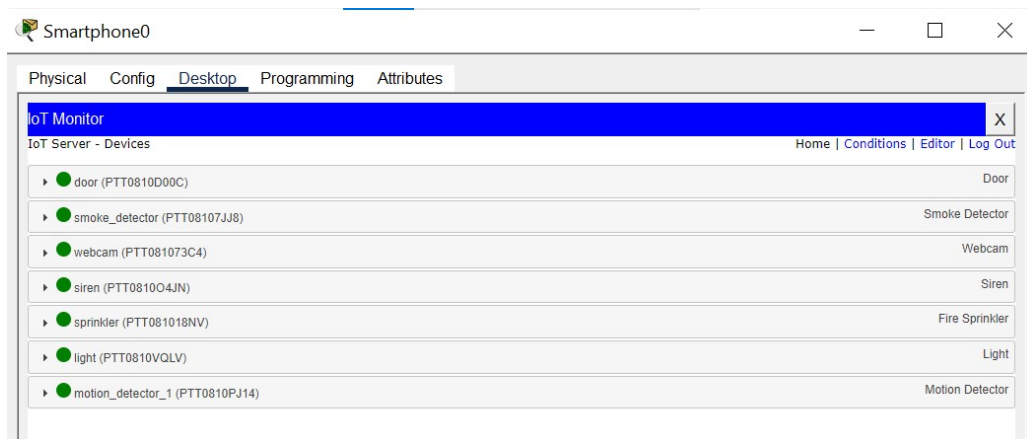 Smartphone0
Physical Config Desktop Programming Attributes
IoT Monitor X
IoT Server - Devices Home | Conditions | Editor | Log Out
door (PTT0810D00C) Door
smoke_detector (PTT08107JJ8) Smoke Detector
webcam (PTT081073C4) Webcam
siren (PTT0810O4JN) Siren
sprinkler (PTT081018NV) Fire Sprinkler
light (PTT0810VQLV) Light
motion_detector_1 (PTT0810PJ14) Motion Detector